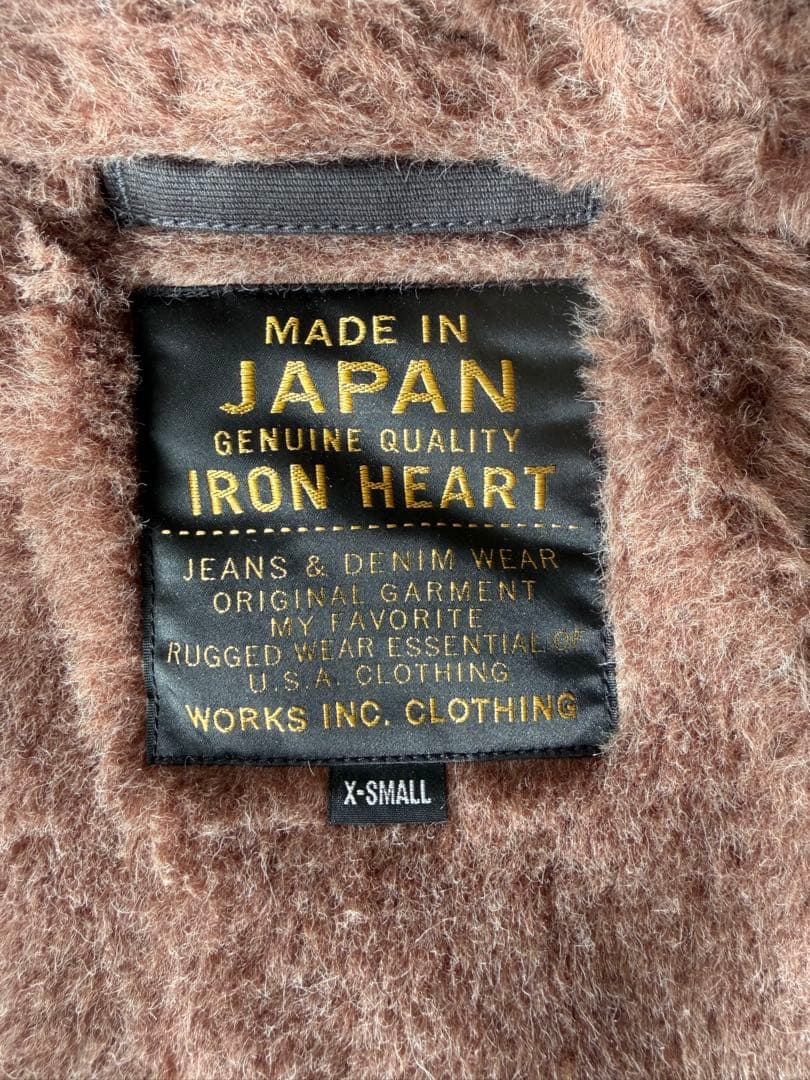 MADE IN
JAPAN
GENUINE QUALITY
IRON HEART
JEANS & DENIM WEAR
ORIGINAL GARMENT
MY FAVORITE
RUGGED WEAR ESSENTIAL OF
U.S.A. CLOTHING
WORKS INC. CLOTHING
X-SMALL